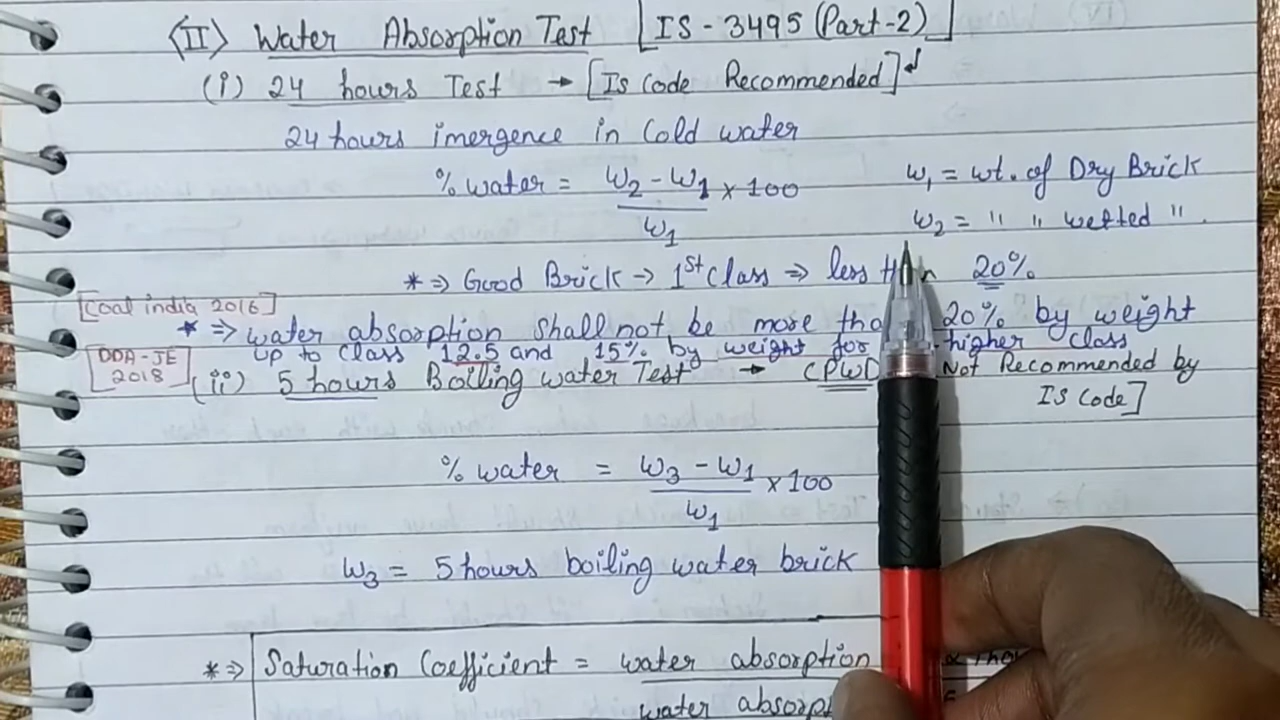 (II) Water Absorption Test [IS - 3495 (Part-2)]
(i) 24 hours Test → [Is Code Recommended]
24 hours imergence in Cold water
% water = (W2 - W1) / W1 × 100
W1 = wt. of Dry Brick
W2 = " " wetted ".
* ⇒ Good Brick → 1st Class ⇒ less 20%
[Coal india 2016]
* ⇒ water absorption shall not be more 20% by weight
[DDA-JE 2018]
up to Class 12.5 and 15% by weight higher class
(ii) 5 hours Boiling water Test → CPWD Not Recommended by
IS Code]
% water = (W3 - W1) / W1 × 100
W3 = 5 hours boiling water brick
* ⇒ Saturation Coefficient = water absorption
water